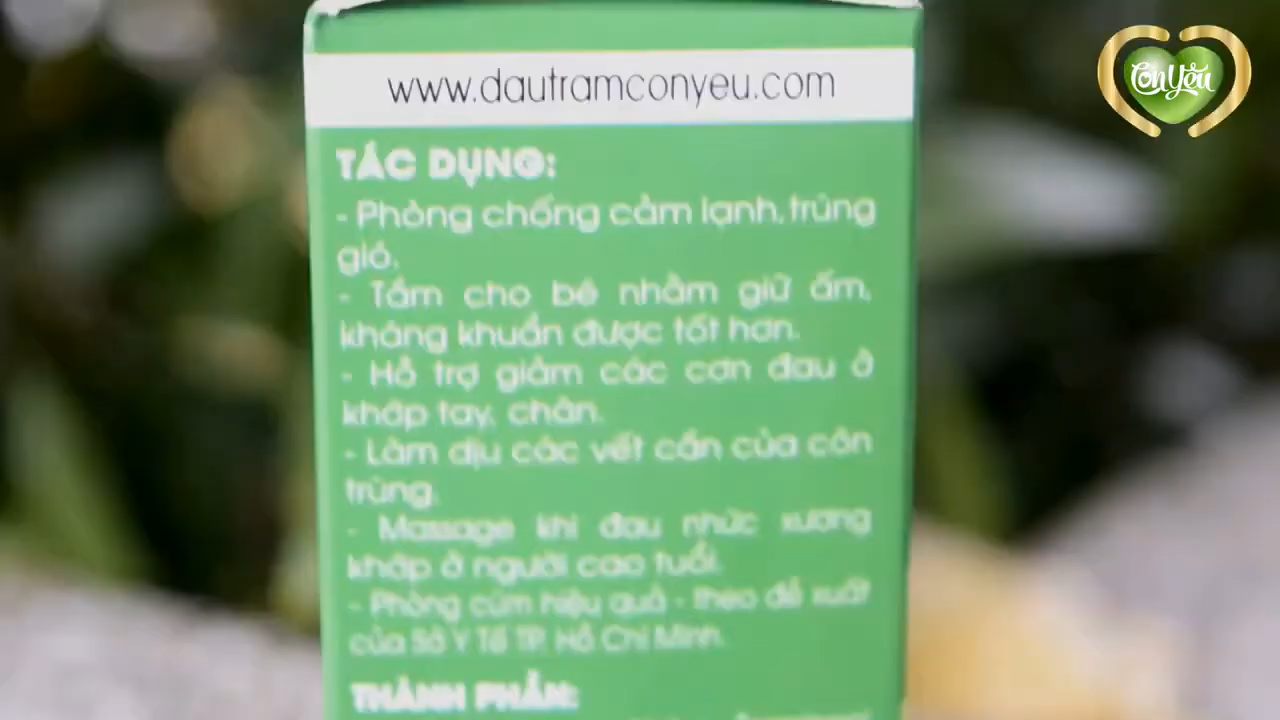 www.dautramconyeu.com
Con Yêu
TÁC DỤNG:
- Phòng chống cảm lạnh, trúng
gió.
- Tắm cho bé nhằm giữ ấm,
kháng khuẩn được tốt hơn.
- Hỗ trợ giảm các cơn đau ở
khớp tay, chân.
- Làm dịu các vết cắn của côn
trùng.
- Massage khi đau nhức xương
khớp ở người cao tuổi.
- Phòng cúm hiệu quả - theo đề xuất
của Sở Y Tế TP. Hồ Chí Minh.
THÀNH PHẦN: